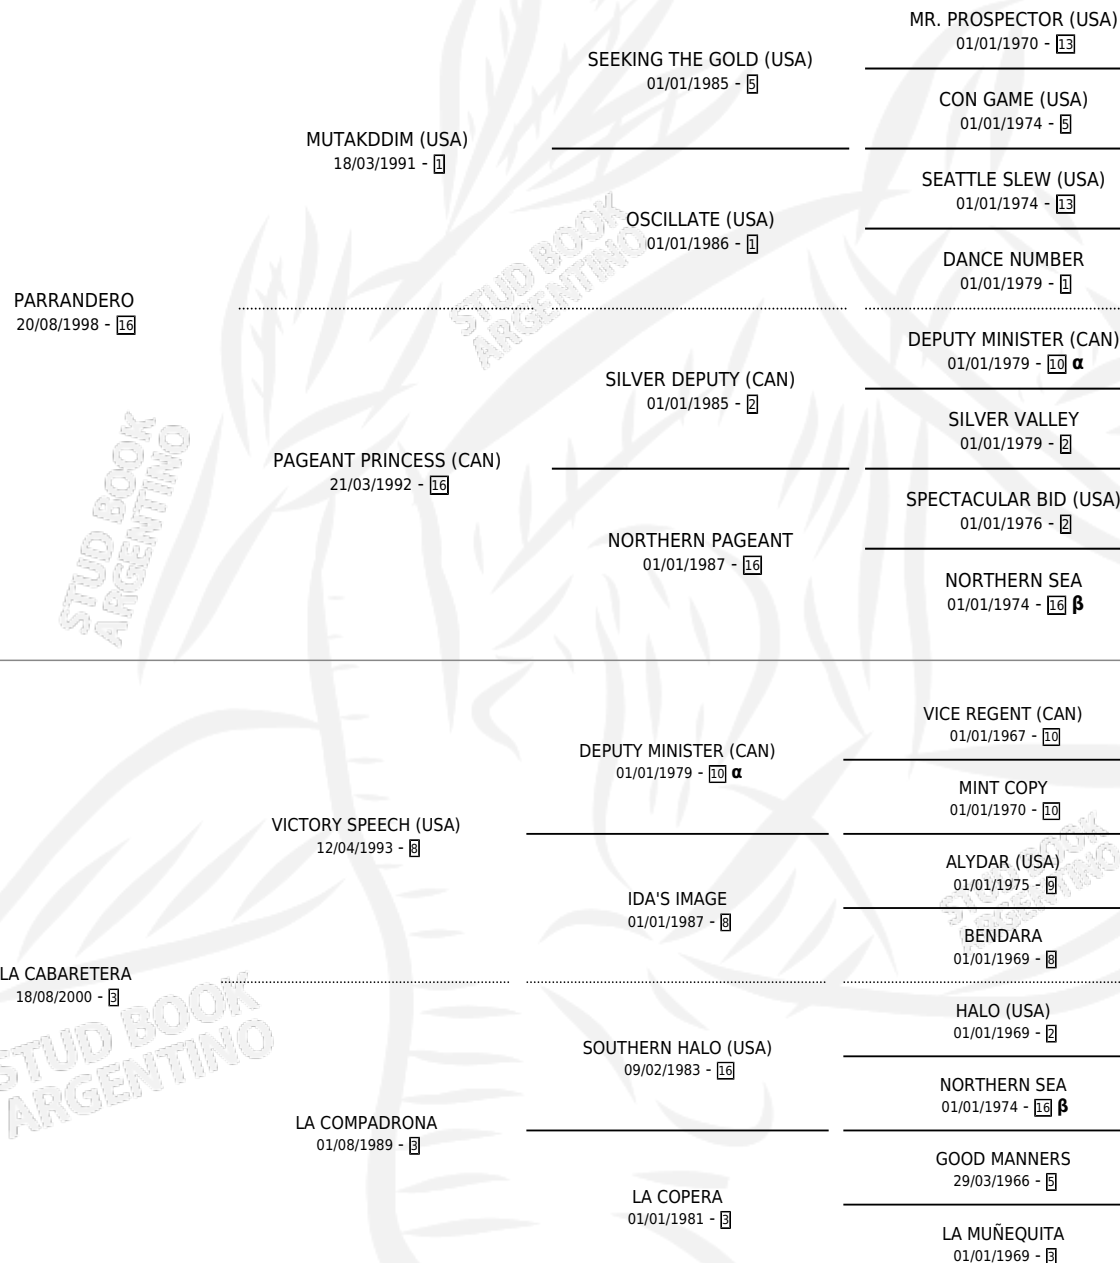 MR. PROSPECTOR (USA)
01/01/1970 - 13
SEEKING THE GOLD (USA)
01/01/1985 - 5
CON GAME (USA)
01/01/1974 - 5
MUTAKDDIM (USA)
18/03/1991 - 1
SEATTLE SLEW (USA)
01/01/1974 - 13
OSCILLATE (USA)
01/01/1986 - 1
DANCE NUMBER
01/01/1979 - 1
PARRANDERO
20/08/1998 - 16
DEPUTY MINISTER (CAN)
01/01/1979 - 10 α
SILVER DEPUTY (CAN)
01/01/1985 - 2
SILVER VALLEY
01/01/1979 - 2
PAGEANT PRINCESS (CAN)
21/03/1992 - 16
SPECTACULAR BID (USA)
01/01/1976 - 2
NORTHERN PAGEANT
01/01/1987 - 16
NORTHERN SEA
01/01/1974 - 16 β
VICE REGENT (CAN)
01/01/1967 - 10
DEPUTY MINISTER (CAN)
01/01/1979 - 10 α
MINT COPY
01/01/1970 - 10
VICTORY SPEECH (USA)
12/04/1993 - 8
ALYDAR (USA)
01/01/1975 - 9
IDA'S IMAGE
01/01/1987 - 8
BENDARA
01/01/1969 - 8
LA CABARETERA
18/08/2000 - 3
HALO (USA)
01/01/1969 - 2
SOUTHERN HALO (USA)
09/02/1983 - 16
NORTHERN SEA
01/01/1974 - 16 β
LA COMPADRONA
01/08/1989 - 3
GOOD MANNERS
29/03/1966 - 5
LA COPERA
01/01/1981 - 3
LA MUÑEQUITA
01/01/1969 - 3
STUD BOOK
ARGENTINO
STUD BOOK
ARGENTINO
STUD BOOK
ARGENTINO
STUD BOOK
ARGENTINO